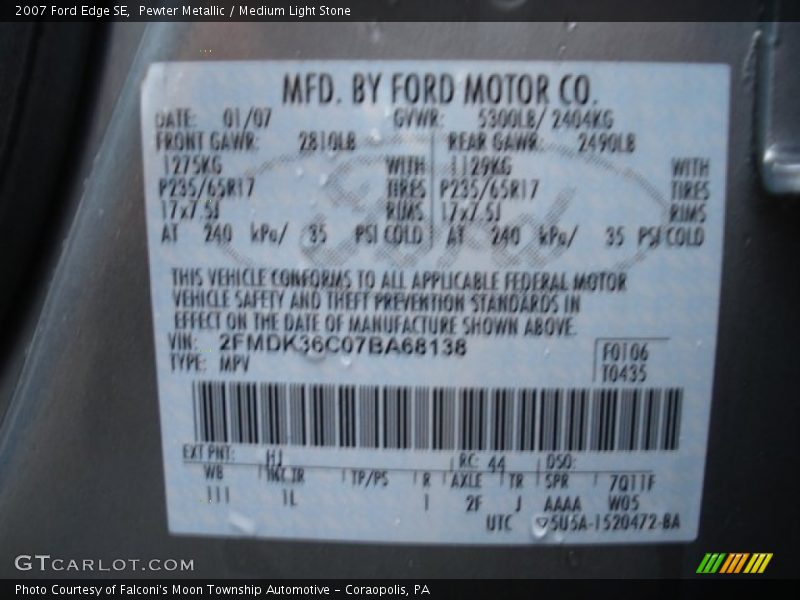 2007 Ford Edge SE, Pewter Metallic / Medium Light Stone
MFD. BY FORD MOTOR CO.
DATE: 01/07 GVWR: 5300LB/ 2404KG
FRONT GAWR: 2810LB REAR GAWR: 2490LB
1275KG WITH 1129KG WITH
P235/65R17 TIRES P235/65R17 TIRES
17x7.5J RIMS 17x7.5J RIMS
AT 240 kPa/ 35 PSI COLD AT 240 kPa/ 35 PSI COLD
Ford
THIS VEHICLE CONFORMS TO ALL APPLICABLE FEDERAL MOTOR
VEHICLE SAFETY AND THEFT PREVENTION STANDARDS IN
EFFECT ON THE DATE OF MANUFACTURE SHOWN ABOVE.
VIN: 2FMDK36C07BA68138
TYPE: MPV
F0106
T0435
EXT PNT: HJ RC: 44 DSO:
WB INT TR TP/PS R AXLE TR SPR 7Q11F
111 1L 1 2F J AAAA W05
UTC 5U5A-1520472-BA
GTCARLOT.COM
Photo Courtesy of Falconi's Moon Township Automotive - Coraopolis, PA